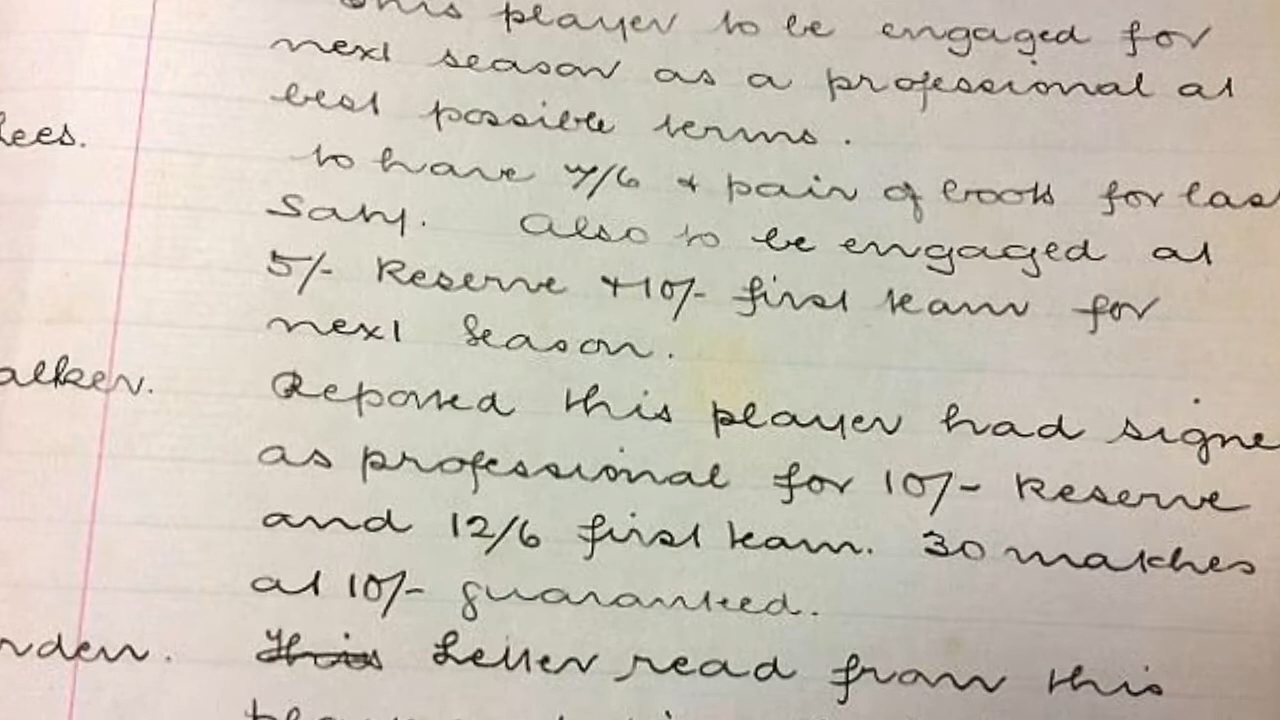 This player to be engaged for
next season as a professional at
best possible terms.
Lees. to have 7/6 & pair of boots for las
Saty. Also to be engaged at
5/- Reserve + 10/- first team for
next Season.
alker. Reported this player had signe
as professional for 10/- Reserve
and 12/6 first team. 30 matches
at 10/- guaranteed.
rden. This Letter read from this